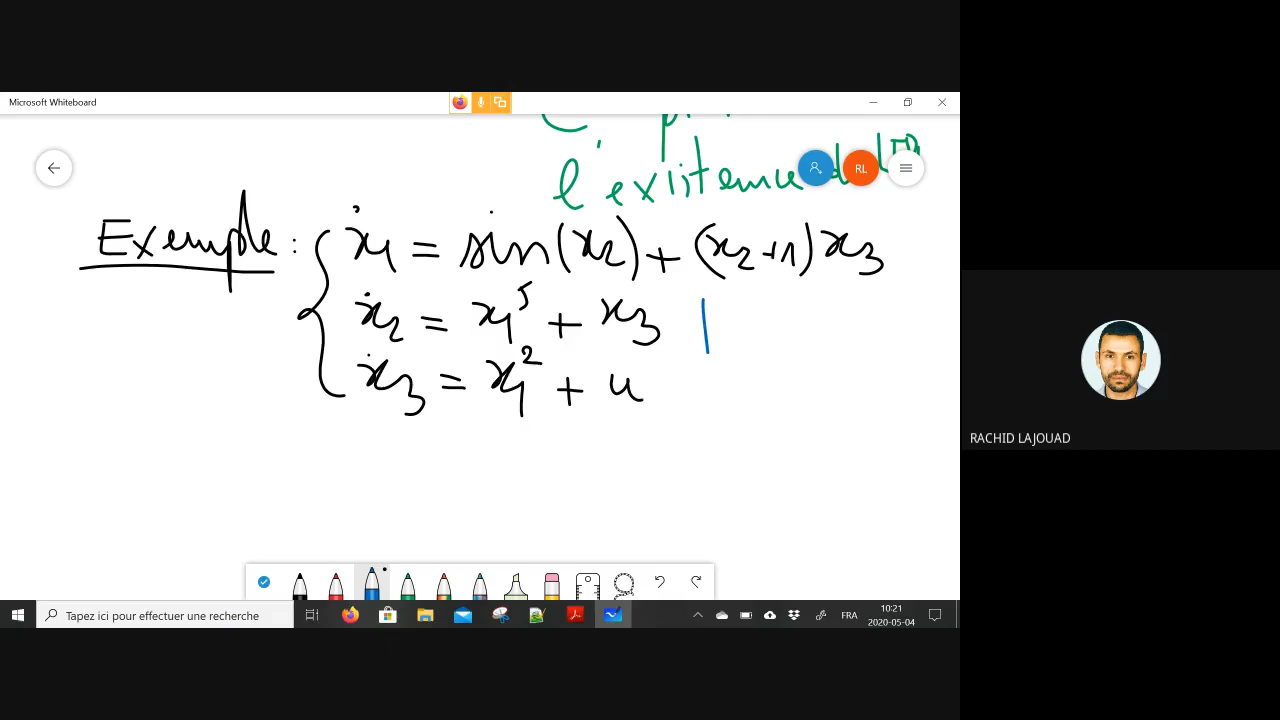 Microsoft Whiteboard
l'existence d
RL
Exemple : { ẋ1 = sin(x2) + (x2+1)x3
ẋ2 = x1^5 + x3
ẋ3 = x1^2 + u
RACHID LAJOUAD
Tapez ici pour effectuer une recherche
FRA
10:21
2020-05-04